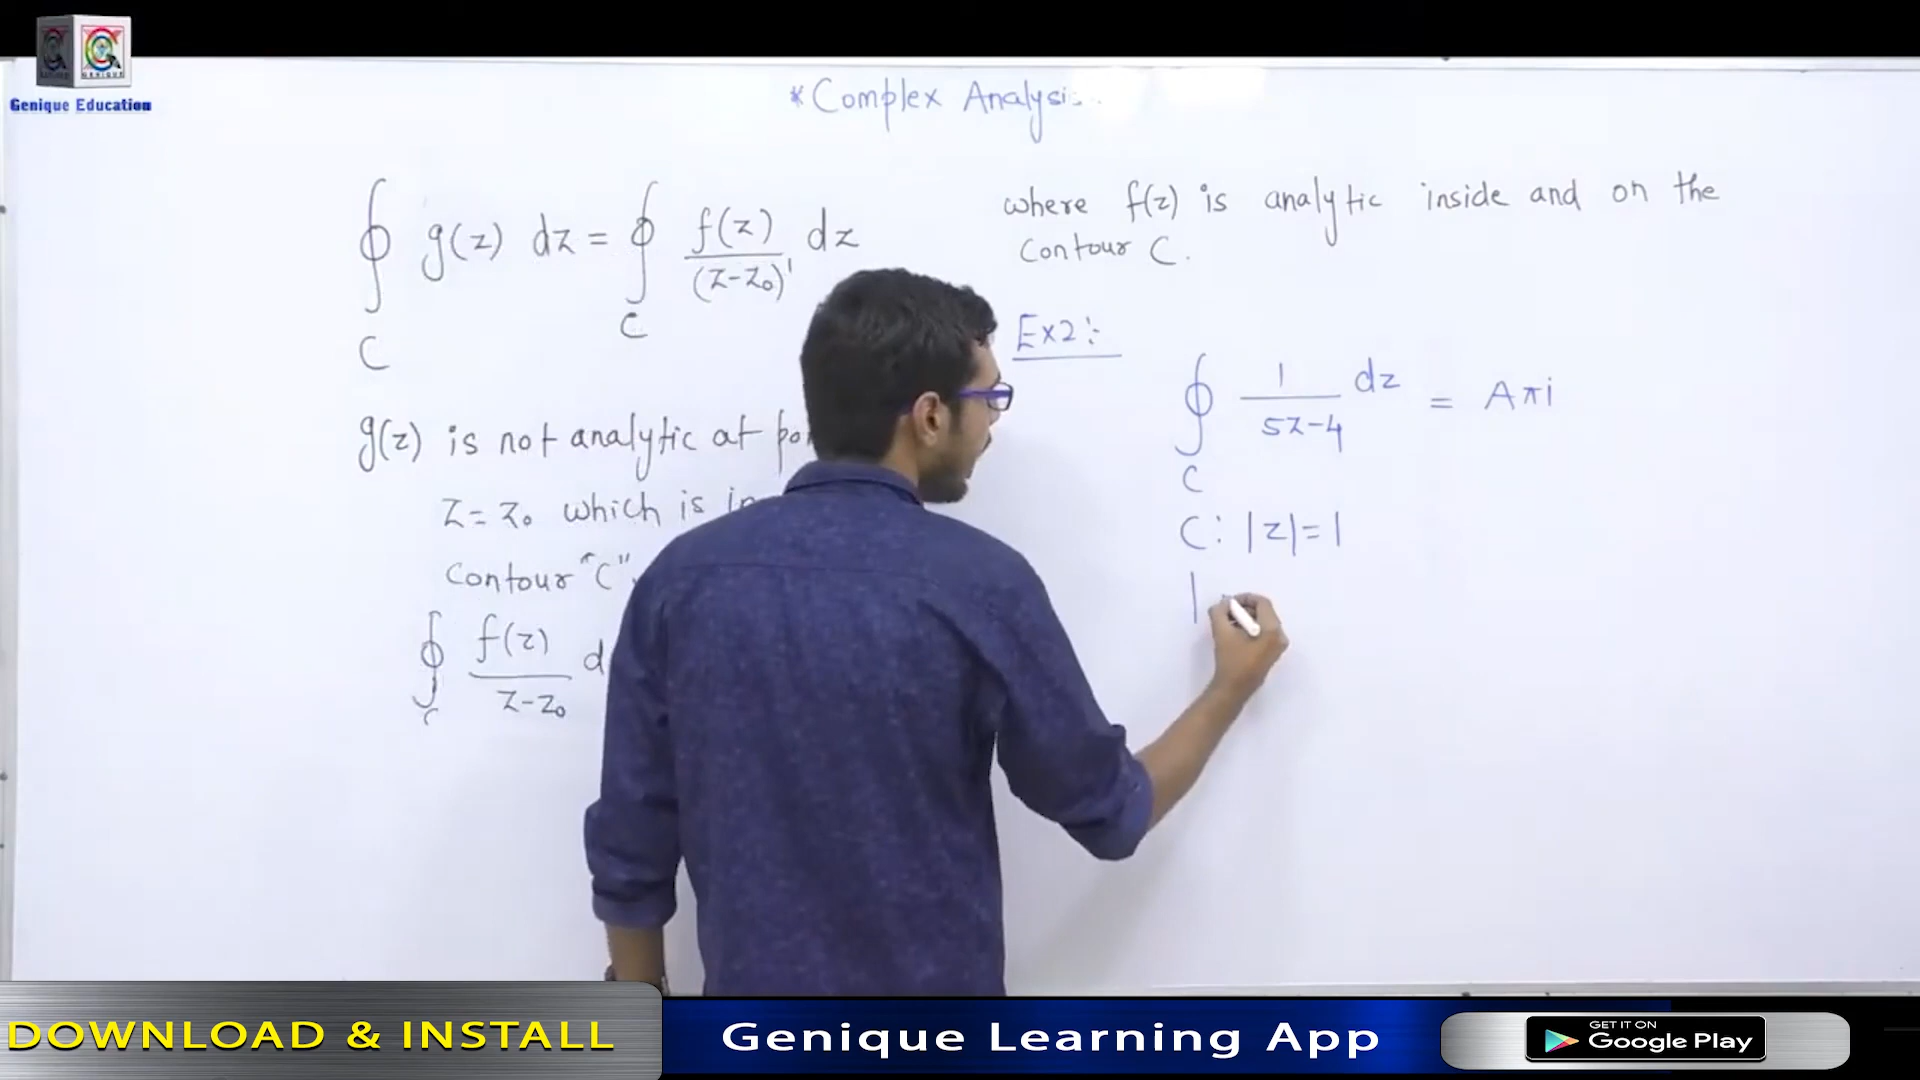 GENIQUE
Genique Education
* Complex Analysis..
∮ g(z) dz = ∮ f(z)/(z-z₀)¹ dz
C C
g(z) is not analytic at
z = z₀ which is
contour "C"
∮ f(z)/(z-z₀) d
C
where f(z) is analytic inside and on the
contour C.
Ex2:
∮ 1/(5z-4) dz = Aπi
C
C: |z|=1
|
DOWNLOAD & INSTALL
Genique Learning App
GET IT ON
Google Play